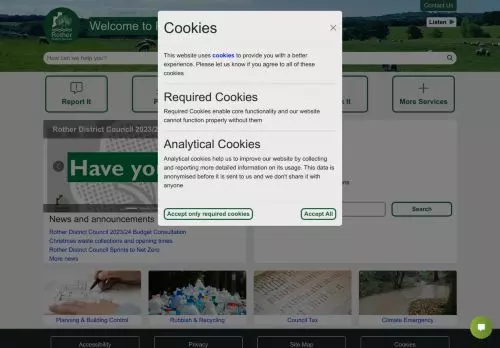 Contact Us
Rother
Welcome to
Listen
How can we help you?
Cookies
×
This website uses cookies to provide you with a better
experience. Please let us know if you agree to all of these
cookies
Required Cookies
Required Cookies enable core functionality and our website
cannot function properly without them
Analytical Cookies
Analytical cookies help us to improve our website by collecting
and reporting more detailed information on its usage. This data is
anonymised before it is sent to us and we don't share it with
anyone
Accept only required cookies
Accept All
Report It
More Services
Rother District Council 2023/24
Have you
Search
News and announcements
Rother District Council 2023/24 Budget Consultation
Christmas waste collections and opening times
Rother District Council Sprints to Net Zero
More news
Planning & Building Control
Rubbish & Recycling
Council Tax
Climate Emergency
Accessibility
Privacy
Site Map
Cookies